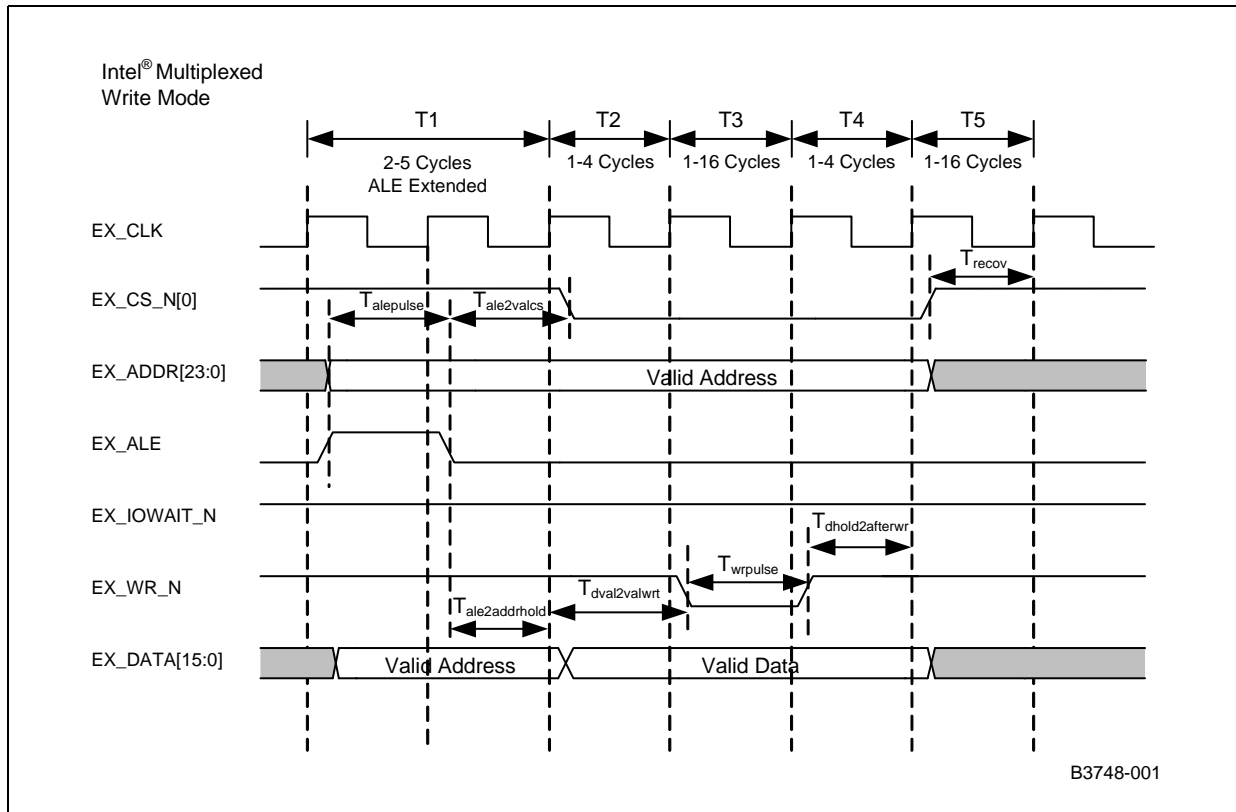 Intel® Multiplexed
Write Mode
T1 T2 T3 T4 T5
2-5 Cycles 1-4 Cycles 1-16 Cycles 1-4 Cycles 1-16 Cycles
ALE Extended
EX_CLK
Trecov
EX_CS_N[0]
Talepulse Tale2valcs
EX_ADDR[23:0] Valid Address
EX_ALE
EX_IOWAIT_N
Tdhold2afterwr
Twrpulse
EX_WR_N Tdval2valwrt
Tale2addrhold
EX_DATA[15:0] Valid Address Valid Data
B3748-001